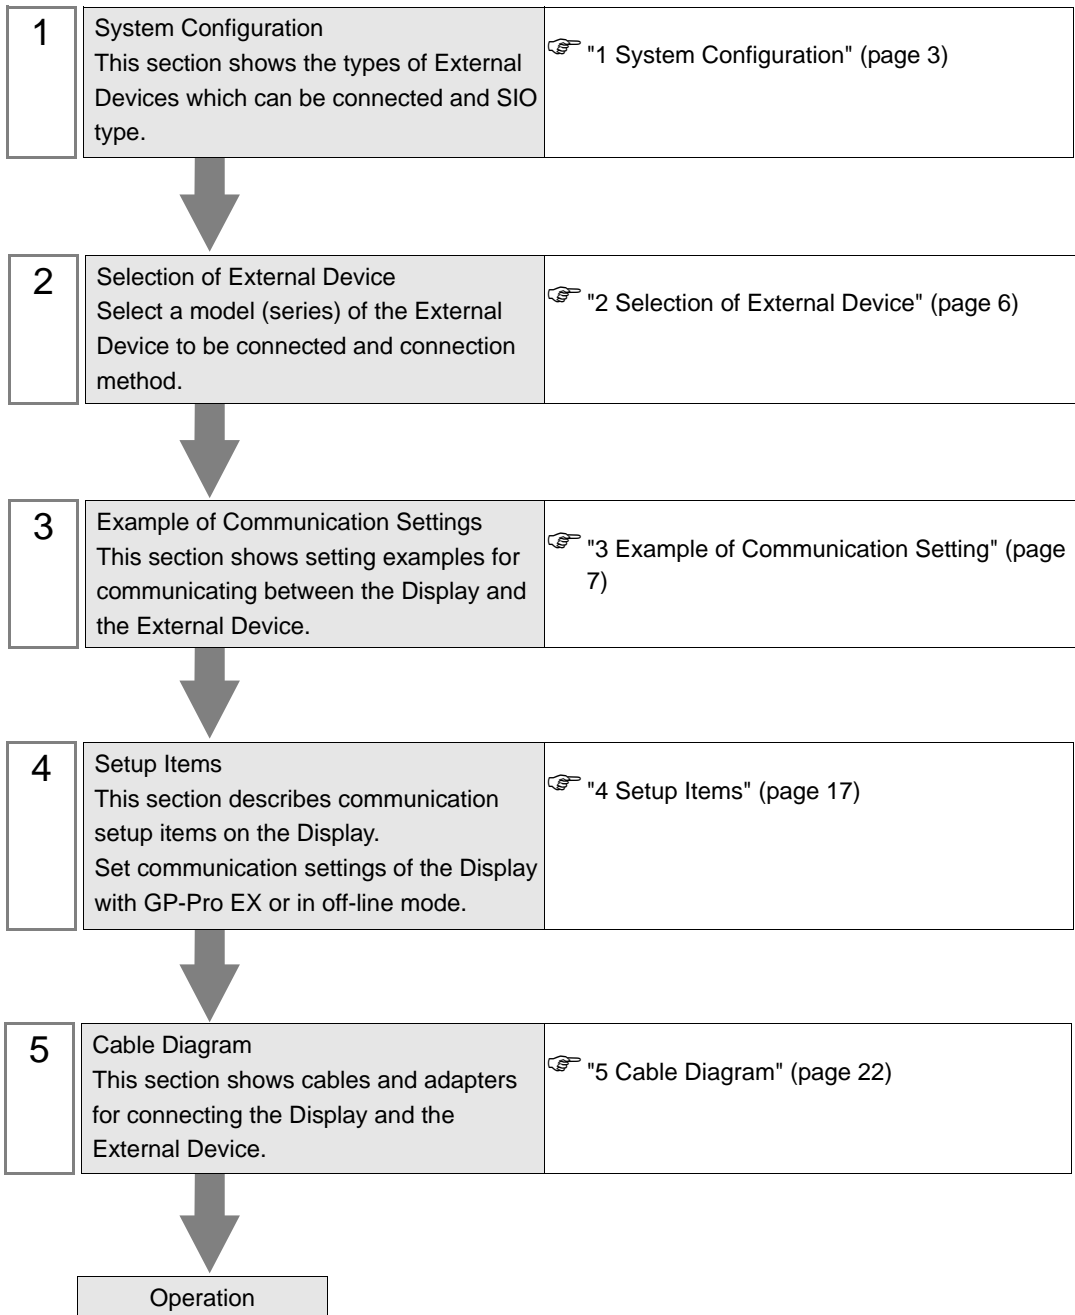 1
System Configuration
This section shows the types of External
Devices which can be connected and SIO
type.
"1 System Configuration" (page 3)
2
Selection of External Device
Select a model (series) of the External
Device to be connected and connection
method.
"2 Selection of External Device" (page 6)
3
Example of Communication Settings
This section shows setting examples for
communicating between the Display and
the External Device.
"3 Example of Communication Setting" (page
7)
4
Setup Items
This section describes communication
setup items on the Display.
Set communication settings of the Display
with GP-Pro EX or in off-line mode.
"4 Setup Items" (page 17)
5
Cable Diagram
This section shows cables and adapters
for connecting the Display and the
External Device.
"5 Cable Diagram" (page 22)
Operation